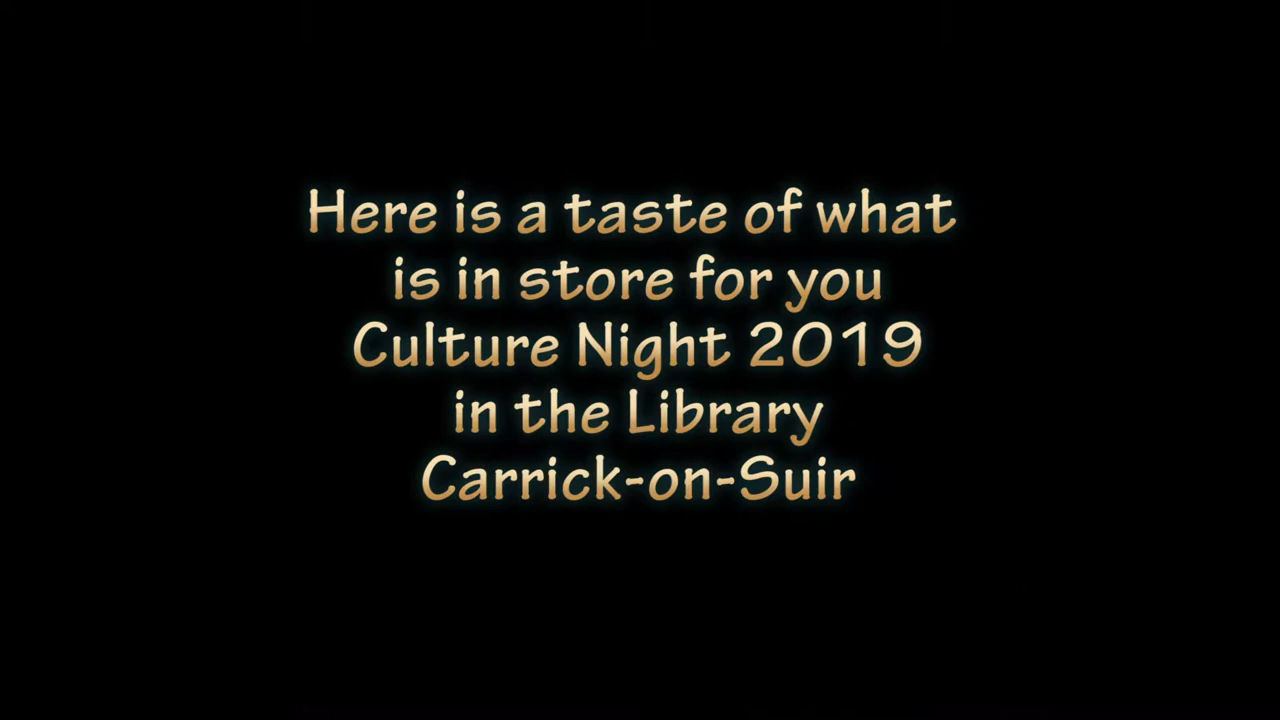 Here is a taste of what
is in store for you
Culture Night 2019
in the Library
Carrick-on-Suir